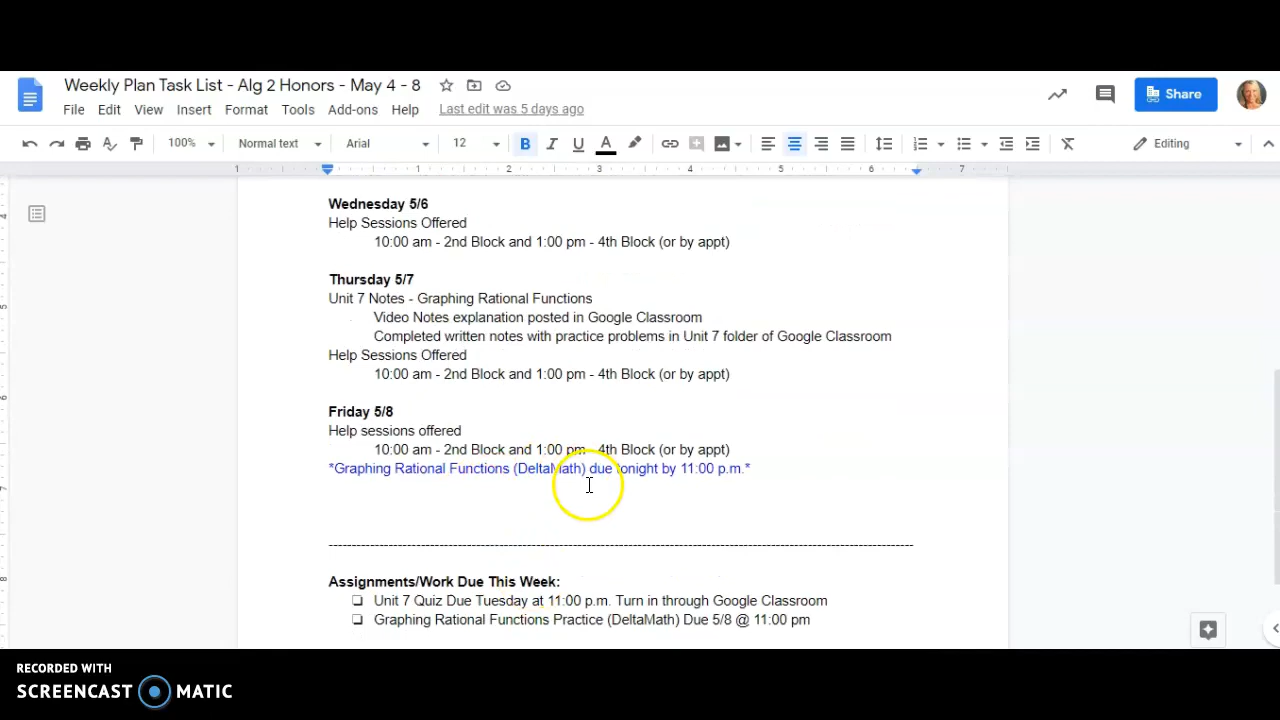 Weekly Plan Task List - Alg 2 Honors - May 4 - 8
File Edit View Insert Format Tools Add-ons Help Last edit was 5 days ago
Share
100% Normal text Arial 12 B I U A Editing
1 1 2 3 4 5 6 7
Wednesday 5/6
Help Sessions Offered
10:00 am - 2nd Block and 1:00 pm - 4th Block (or by appt)
Thursday 5/7
Unit 7 Notes - Graphing Rational Functions
Video Notes explanation posted in Google Classroom
Completed written notes with practice problems in Unit 7 folder of Google Classroom
Help Sessions Offered
10:00 am - 2nd Block and 1:00 pm - 4th Block (or by appt)
Friday 5/8
Help sessions offered
10:00 am - 2nd Block and 1:00 pm - 4th Block (or by appt)
*Graphing Rational Functions (DeltaMath) due tonight by 11:00 p.m.*
--------------------------------------------------------------------------------------------------------------------------------
Assignments/Work Due This Week:
❏ Unit 7 Quiz Due Tuesday at 11:00 p.m. Turn in through Google Classroom
❏ Graphing Rational Functions Practice (DeltaMath) Due 5/8 @ 11:00 pm
RECORDED WITH
SCREENCAST MATIC